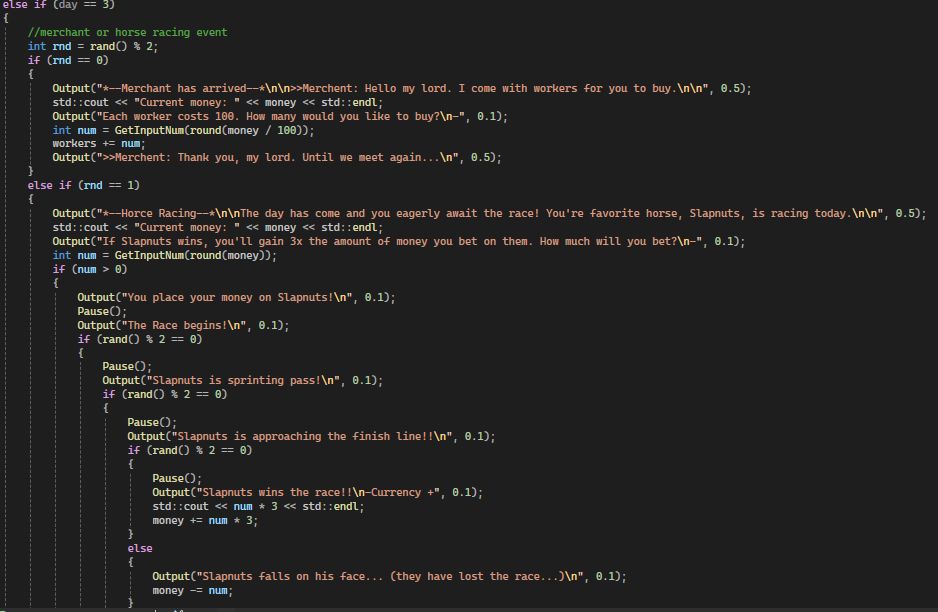 else if (day == 3)
{
//merchant or horse racing event
int rnd = rand() % 2;
if (rnd == 0)
{
Output("*--Merchant has arrived--*\n\n>>Merchent: Hello my lord. I come with workers for you to buy.\n\n", 0.5);
std::cout << "Current money: " << money << std::endl;
Output("Each worker costs 100. How many would you like to buy?\n-", 0.1);
int num = GetInputNum(round(money / 100));
workers += num;
Output(">>Merchent: Thank you, my lord. Until we meet again...\n", 0.5);
}
else if (rnd == 1)
{
Output("*--Horce Racing--*\n\nThe day has come and you eagerly await the race! You're favorite horse, Slapnuts, is racing today.\n\n", 0.5);
std::cout << "Current money: " << money << std::endl;
Output("If Slapnuts wins, you'll gain 3x the amount of money you bet on them. How much will you bet?\n-", 0.1);
int num = GetInputNum(round(money));
if (num > 0)
{
Output("You place your money on Slapnuts!\n", 0.1);
Pause();
Output("The Race begins!\n", 0.1);
if (rand() % 2 == 0)
{
Pause();
Output("Slapnuts is sprinting pass!\n", 0.1);
if (rand() % 2 == 0)
{
Pause();
Output("Slapnuts is approaching the finish line!!\n", 0.1);
if (rand() % 2 == 0)
{
Pause();
Output("Slapnuts wins the race!!\n-Currency +", 0.1);
std::cout << num * 3 << std::endl;
money += num * 3;
}
else
{
Output("Slapnuts falls on his face... (they have lost the race...)\n", 0.1);
money -= num;
}